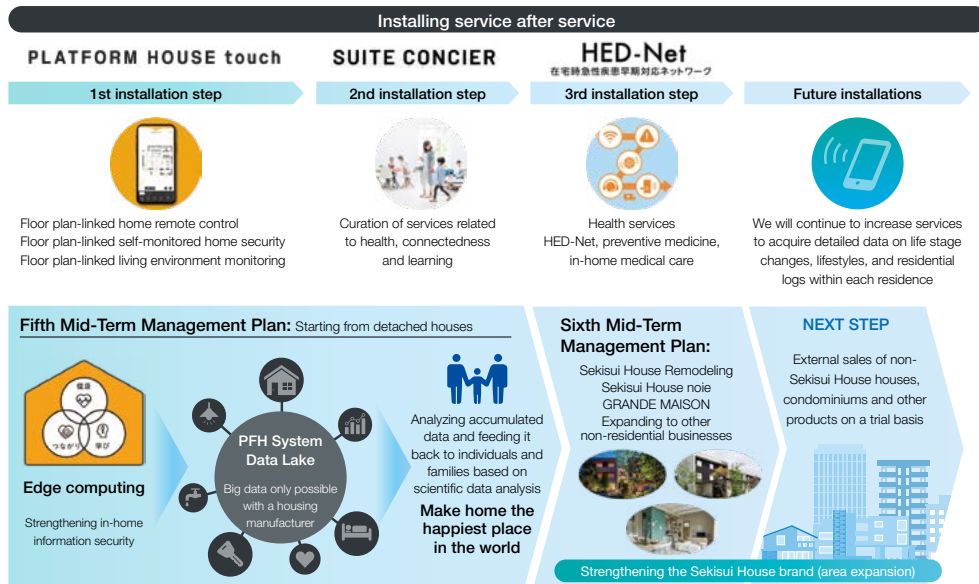 Installing service after service
PLATFORM HOUSE touch
SUITE CONCIER
HED-Net
在宅時急性疾患早期対応ネットワーク
1st installation step
2nd installation step
3rd installation step
Future installations
Floor plan-linked home remote control
Floor plan-linked self-monitored home security
Floor plan-linked living environment monitoring
Curation of services related
to health, connectedness
and learning
Health services
HED-Net, preventive medicine,
in-home medical care
We will continue to increase services
to acquire detailed data on life stage
changes, lifestyles, and residential
logs within each residence
Fifth Mid-Term Management Plan: Starting from detached houses
健康
つながり
学び
Edge computing
Strengthening in-home
information security
PFH System
Data Lake
Big data only possible
with a housing
manufacturer
Analyzing accumulated
data and feeding it
back to individuals and
families based on
scientific data analysis
Make home the
happiest place
in the world
Sixth Mid-Term
Management Plan:
Sekisui House Remodeling
Sekisui House noie
GRANDE MAISON
Expanding to other
non-residential businesses
NEXT STEP
External sales of non-
Sekisui House houses,
condominiums and other
products on a trial basis
Strengthening the Sekisui House brand (area expansion)